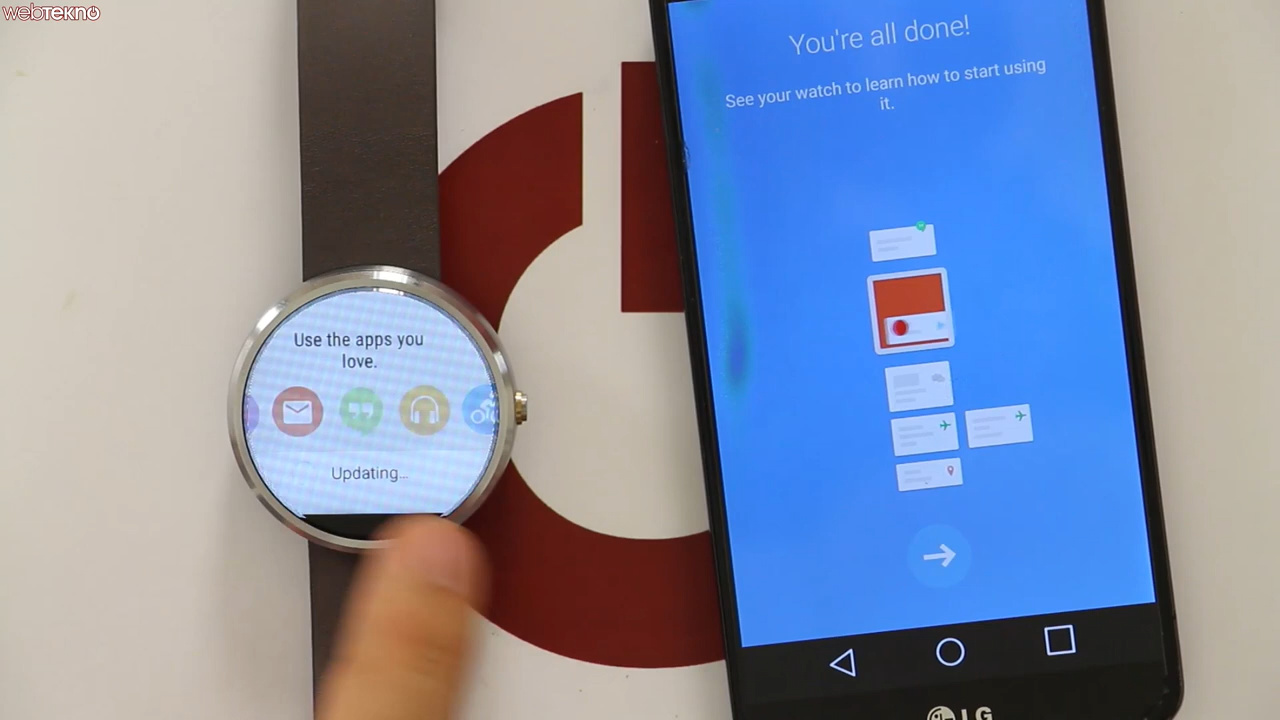 webTEKNO
You're all done!
See your watch to learn how to start using
it.
Use the apps you
love.
Updating...
LG